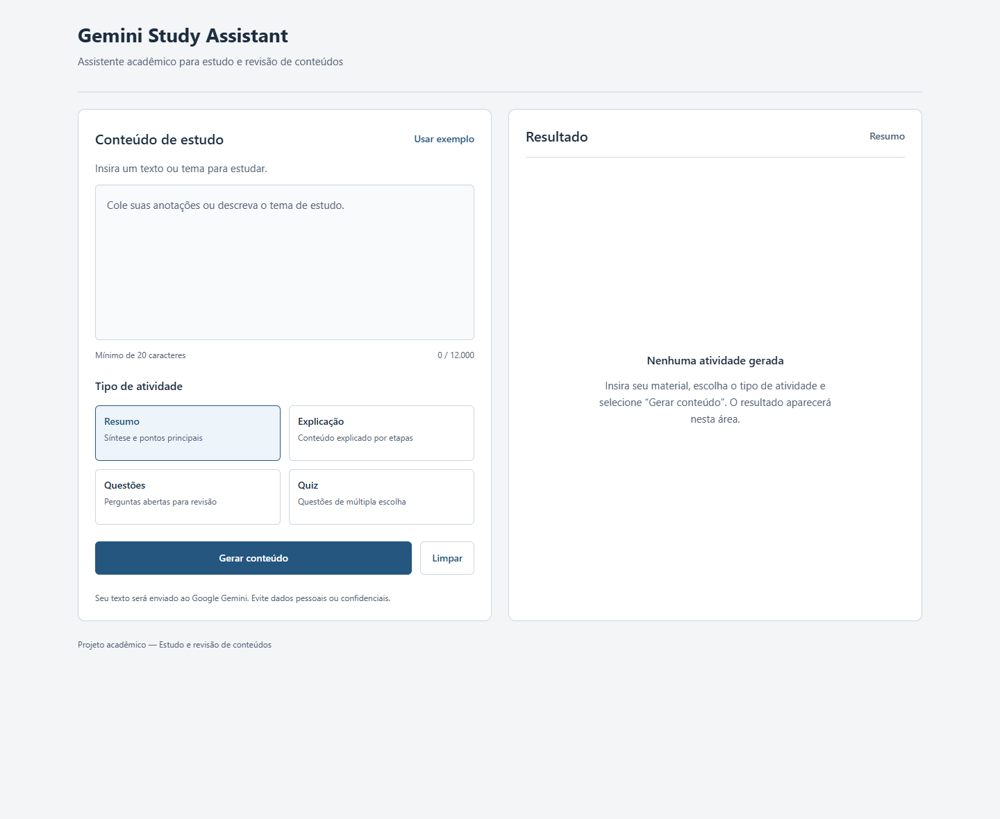 Gemini Study Assistant
Assistente acadêmico para estudo e revisão de conteúdos
Conteúdo de estudo
Usar exemplo
Insira um texto ou tema para estudar.
Cole suas anotações ou descreva o tema de estudo.
Mínimo de 20 caracteres
0 / 12.000
Tipo de atividade
Resumo
Síntese e pontos principais
Explicação
Conteúdo explicado por etapas
Questões
Perguntas abertas para revisão
Quiz
Questões de múltipla escolha
Gerar conteúdo
Limpar
Seu texto será enviado ao Google Gemini. Evite dados pessoais ou confidenciais.
Resultado
Resumo
Nenhuma atividade gerada
Insira seu material, escolha o tipo de atividade e
selecione “Gerar conteúdo”. O resultado aparecerá
nesta área.
Projeto acadêmico — Estudo e revisão de conteúdos